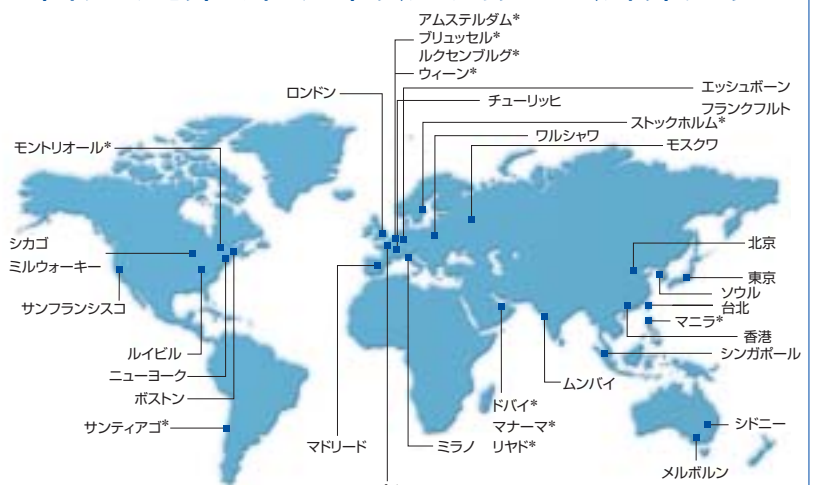 アムステルダム*
ブリュッセル*
ルクセンブルグ*
ウィーン*
ロンドン
チューリッヒ
エッシュボーン
フランクフルト
ストックホルム*
ワルシャワ
モスクワ
モントリオール*
シカゴ
ミルウォーキー
サンフランシスコ
ルイビル
ニューヨーク
ボストン
サンティアゴ*
マドリード
ミラノ
ドバイ*
マナーマ*
リヤド*
ムンバイ
北京
東京
ソウル
台北
マニラ*
香港
シンガポール
シドニー
メルボルン